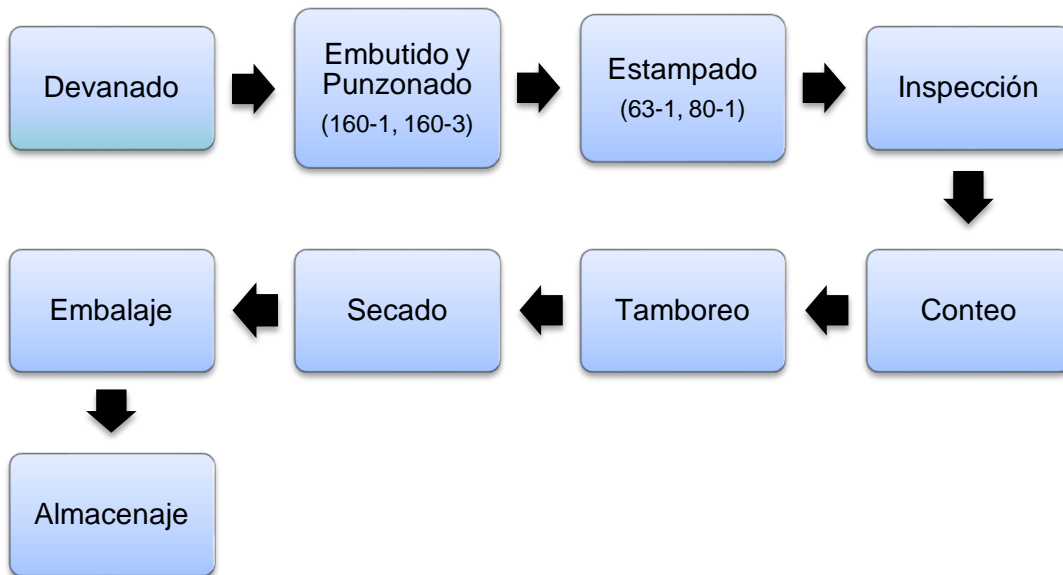 Devanado
Embutido y
Punzonado
(160-1, 160-3)
Estampado
(63-1, 80-1)
Inspección
Conteo
Tamboreo
Secado
Embalaje
Almacenaje